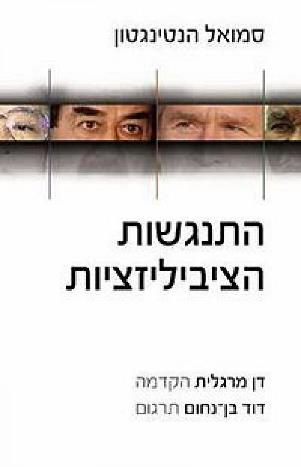 סמואל הנטינגטון
התנגשות
הציביליזציות
דן מרגלית הקדמה
דוד בן־נחום תרגום